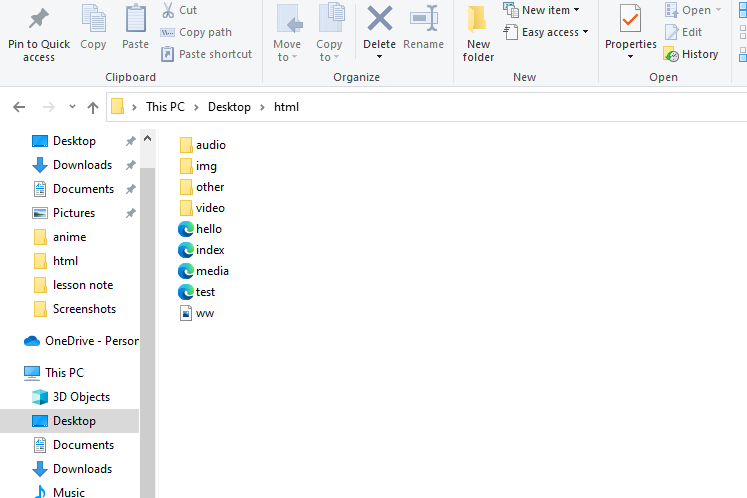 Pin to Quick access
Copy
Paste
Cut
Copy path
Paste shortcut
Clipboard
Move to
Copy to
Delete
Rename
Organize
New folder
New item
Easy access
New
Properties
Open
Edit
History
Open
This PC > Desktop > html
Desktop
Downloads
Documents
Pictures
anime
html
lesson note
Screenshots
OneDrive - Person
This PC
3D Objects
Desktop
Documents
Downloads
Music
audio
img
other
video
hello
index
media
test
ww